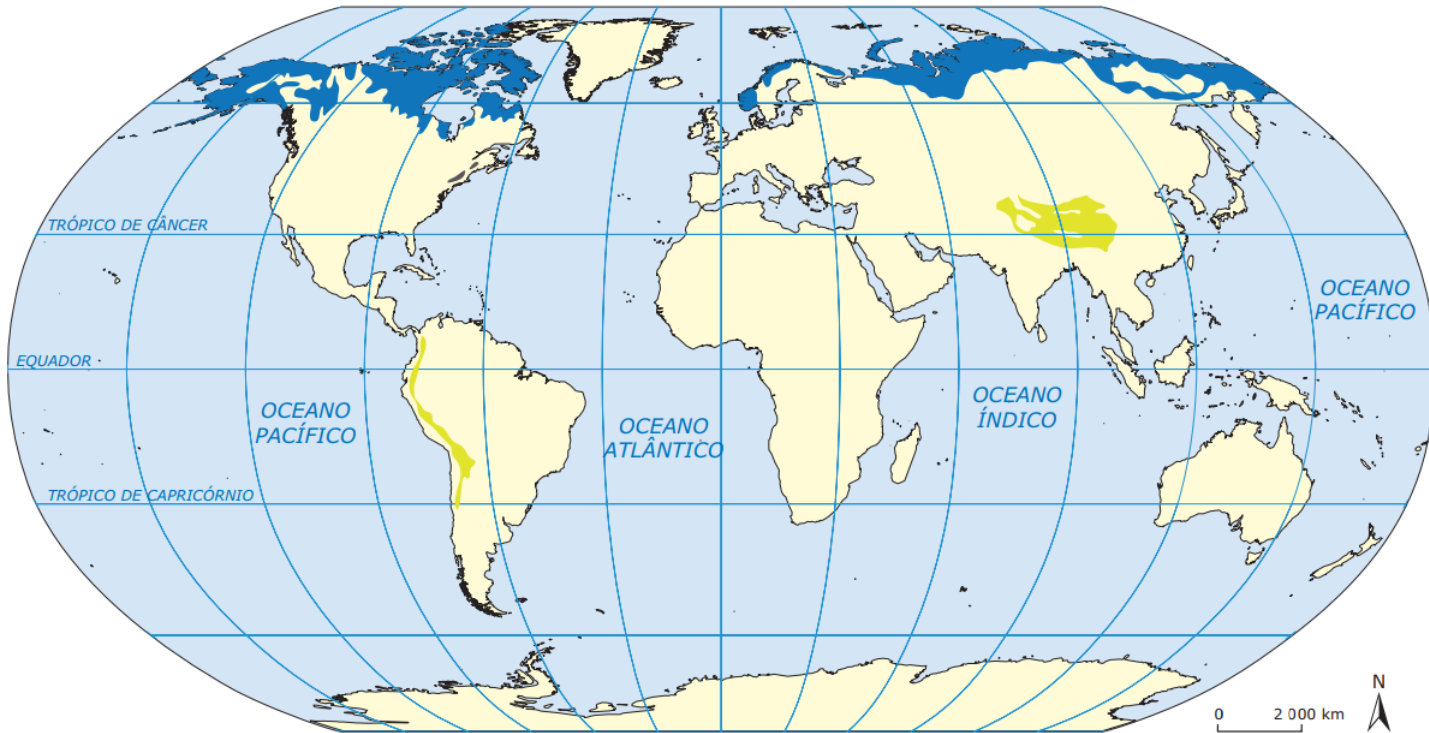 TRÓPICO DE CÂNCER
OCEANO
PACÍFICO
EQUADOR
OCEANO
PACÍFICO
OCEANO
ATLÂNTICO
OCEANO
ÍNDICO
TRÓPICO DE CAPRICÓRNIO
N
0 2 000 km